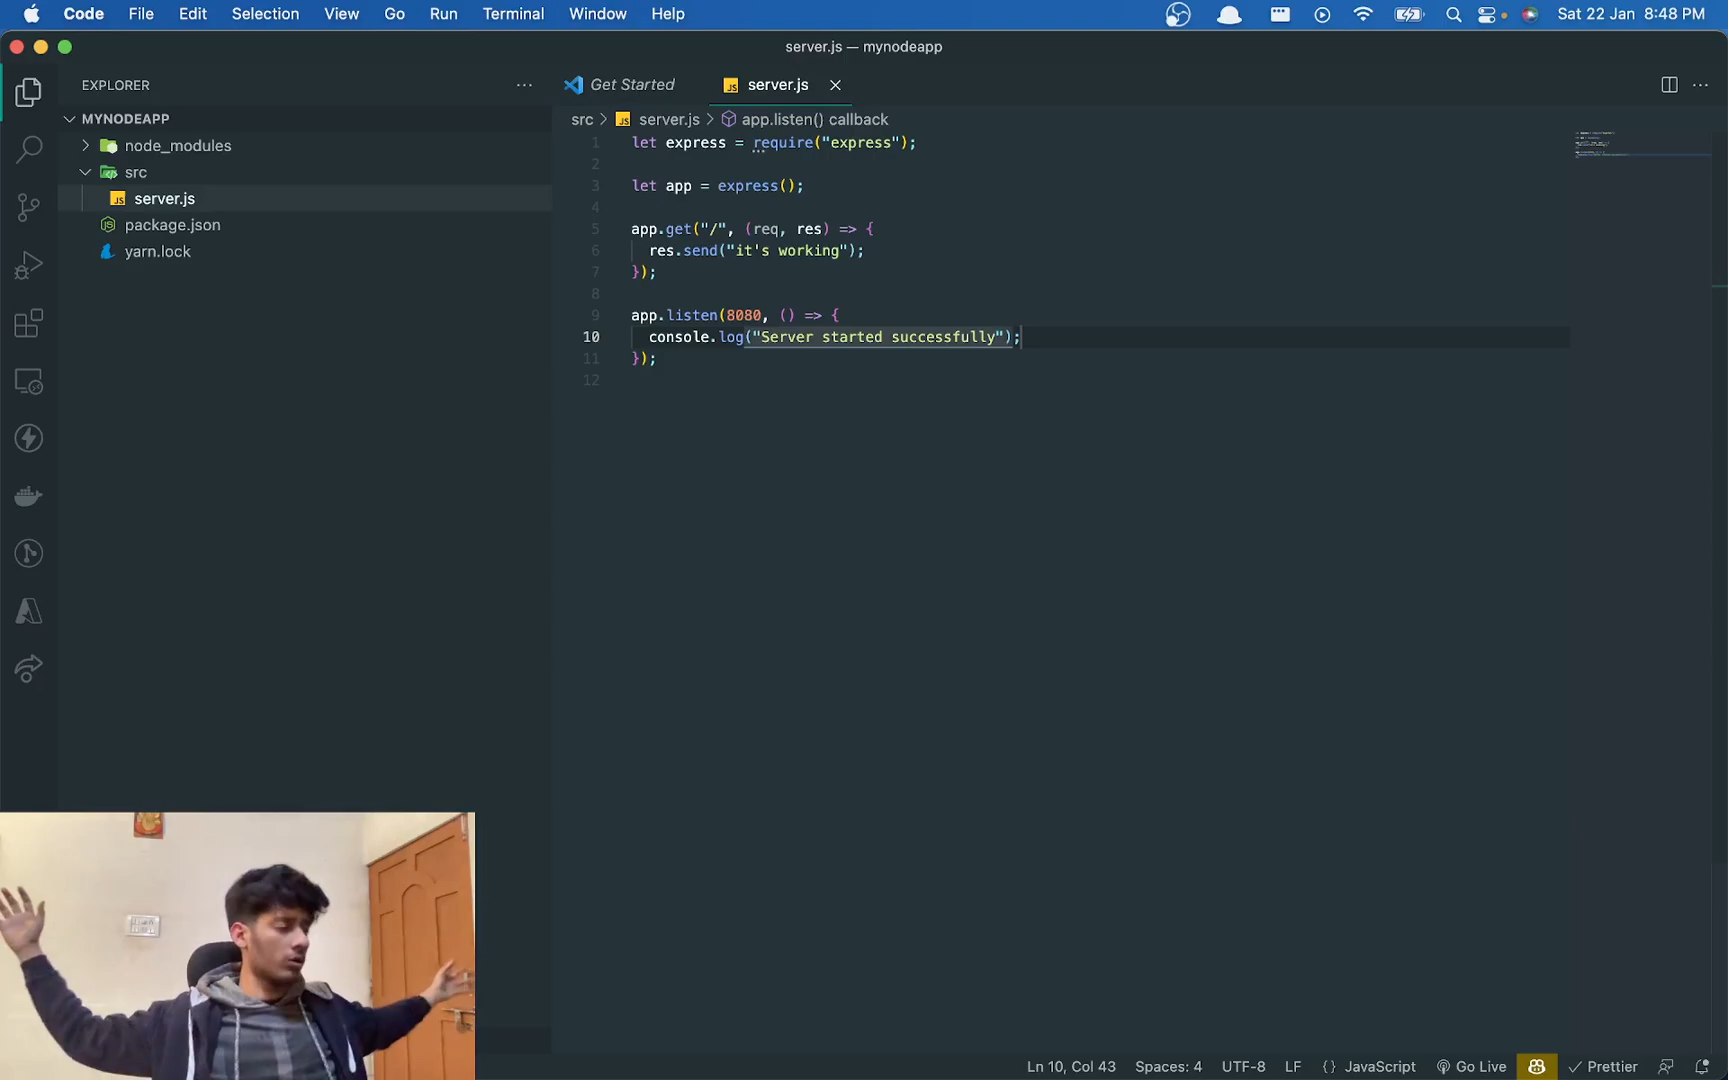 Code File Edit Selection View Go Run Terminal Window Help
Sat 22 Jan 8:48 PM
server.js — mynodeapp
EXPLORER
Get Started
server.js
MYNODEAPP
node_modules
src
server.js
package.json
yarn.lock
src > server.js > app.listen() callback
1 let express = require("express");
2
3 let app = express();
4
5 app.get("/", (req, res) => {
6 res.send("it's working");
7 });
8
9 app.listen(8080, () => {
10 console.log("Server started successfully");
11 });
12
Ln 10, Col 43 Spaces: 4 UTF-8 LF {} JavaScript Go Live Prettier